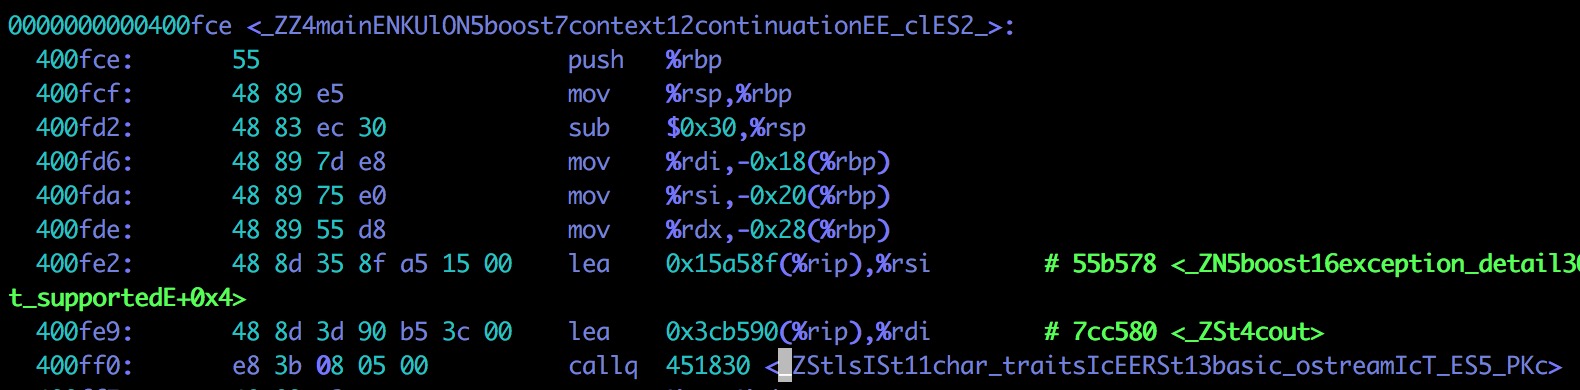 0000000000400fce <_ZZ4mainENKUlON5boost7context12continuationEE_clES2_>:
400fce: 55 push %rbp
400fcf: 48 89 e5 mov %rsp,%rbp
400fd2: 48 83 ec 30 sub $0x30,%rsp
400fd6: 48 89 7d e8 mov %rdi,-0x18(%rbp)
400fda: 48 89 75 e0 mov %rsi,-0x20(%rbp)
400fde: 48 89 55 d8 mov %rdx,-0x28(%rbp)
400fe2: 48 8d 35 8f a5 15 00 lea 0x15a58f(%rip),%rsi # 55b578 <_ZN5boost16exception_detail3
t_supportedE+0x4>
400fe9: 48 8d 3d 90 b5 3c 00 lea 0x3cb590(%rip),%rdi # 7cc580 <_ZSt4cout>
400ff0: e8 3b 08 05 00 callq 451830 <_ZStlsISt11char_traitsIcEERSt13basic_ostreamIcT_ES5_PKc>